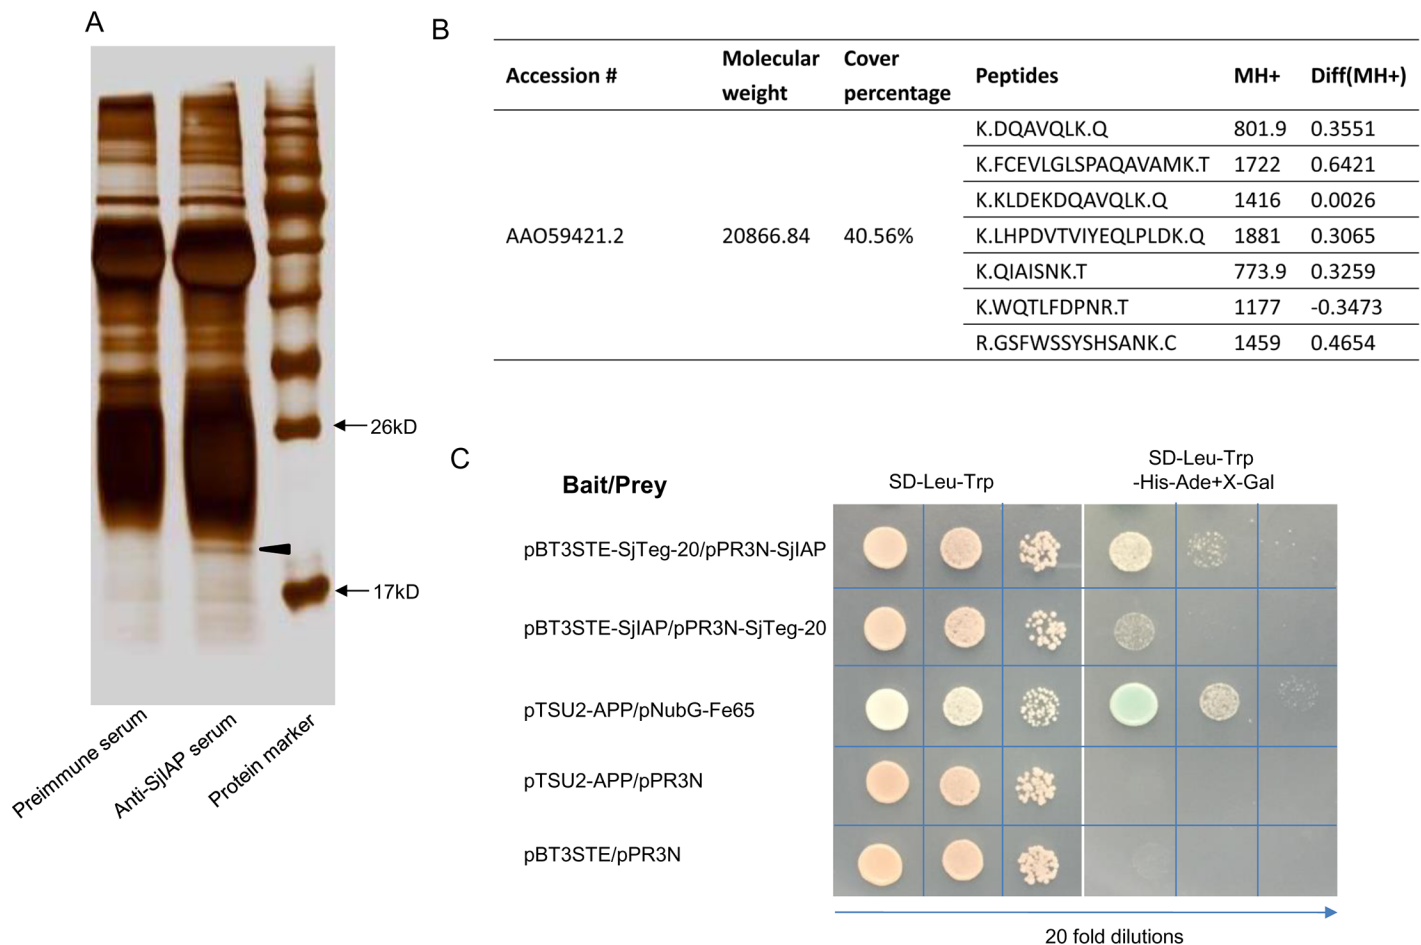 A
26kD
17kD
Preimmune serum
Anti-SjIAP serum
Protein marker
B
Accession #
Molecular weight
Cover percentage
Peptides
MH+
Diff(MH+)
AAO59421.2
20866.84
40.56%
K.DQAVQLK.Q 801.9 0.3551
K.FCEVLGLSPAQAVAMK.T 1722 0.6421
K.KLDEKDQAVQLK.Q 1416 0.0026
K.LHPDVTVIYEQLPLDK.Q 1881 0.3065
K.QIAISNK.T 773.9 0.3259
K.WQTLFDPNR.T 1177 -0.3473
R.GSFWSSYSHSANK.C 1459 0.4654
C
Bait/Prey
SD-Leu-Trp
SD-Leu-Trp
-His-Ade+X-Gal
pBT3STE-SjTeg-20/pPR3N-SjIAP
pBT3STE-SjIAP/pPR3N-SjTeg-20
pTSU2-APP/pNubG-Fe65
pTSU2-APP/pPR3N
pBT3STE/pPR3N
20 fold dilutions